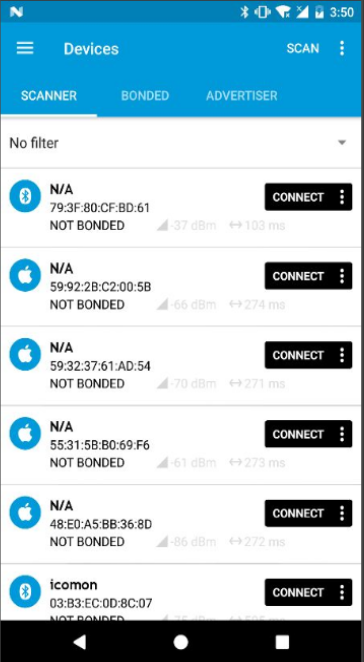 3:50
Devices
SCAN
SCANNER BONDED ADVERTISER
No filter
N/A
79:3F:80:CF:BD:61
NOT BONDED -37 dBm 103 ms
CONNECT
N/A
59:92:2B:C2:00:5B
NOT BONDED -66 dBm 274 ms
CONNECT
N/A
59:32:37:61:AD:54
NOT BONDED -70 dBm 271 ms
CONNECT
N/A
55:31:5B:B0:69:F6
NOT BONDED -61 dBm 273 ms
CONNECT
N/A
48:E0:A5:BB:36:8D
NOT BONDED -86 dBm 272 ms
CONNECT
icomon
03:B3:EC:0D:8C:07
NOT BONDED
CONNECT